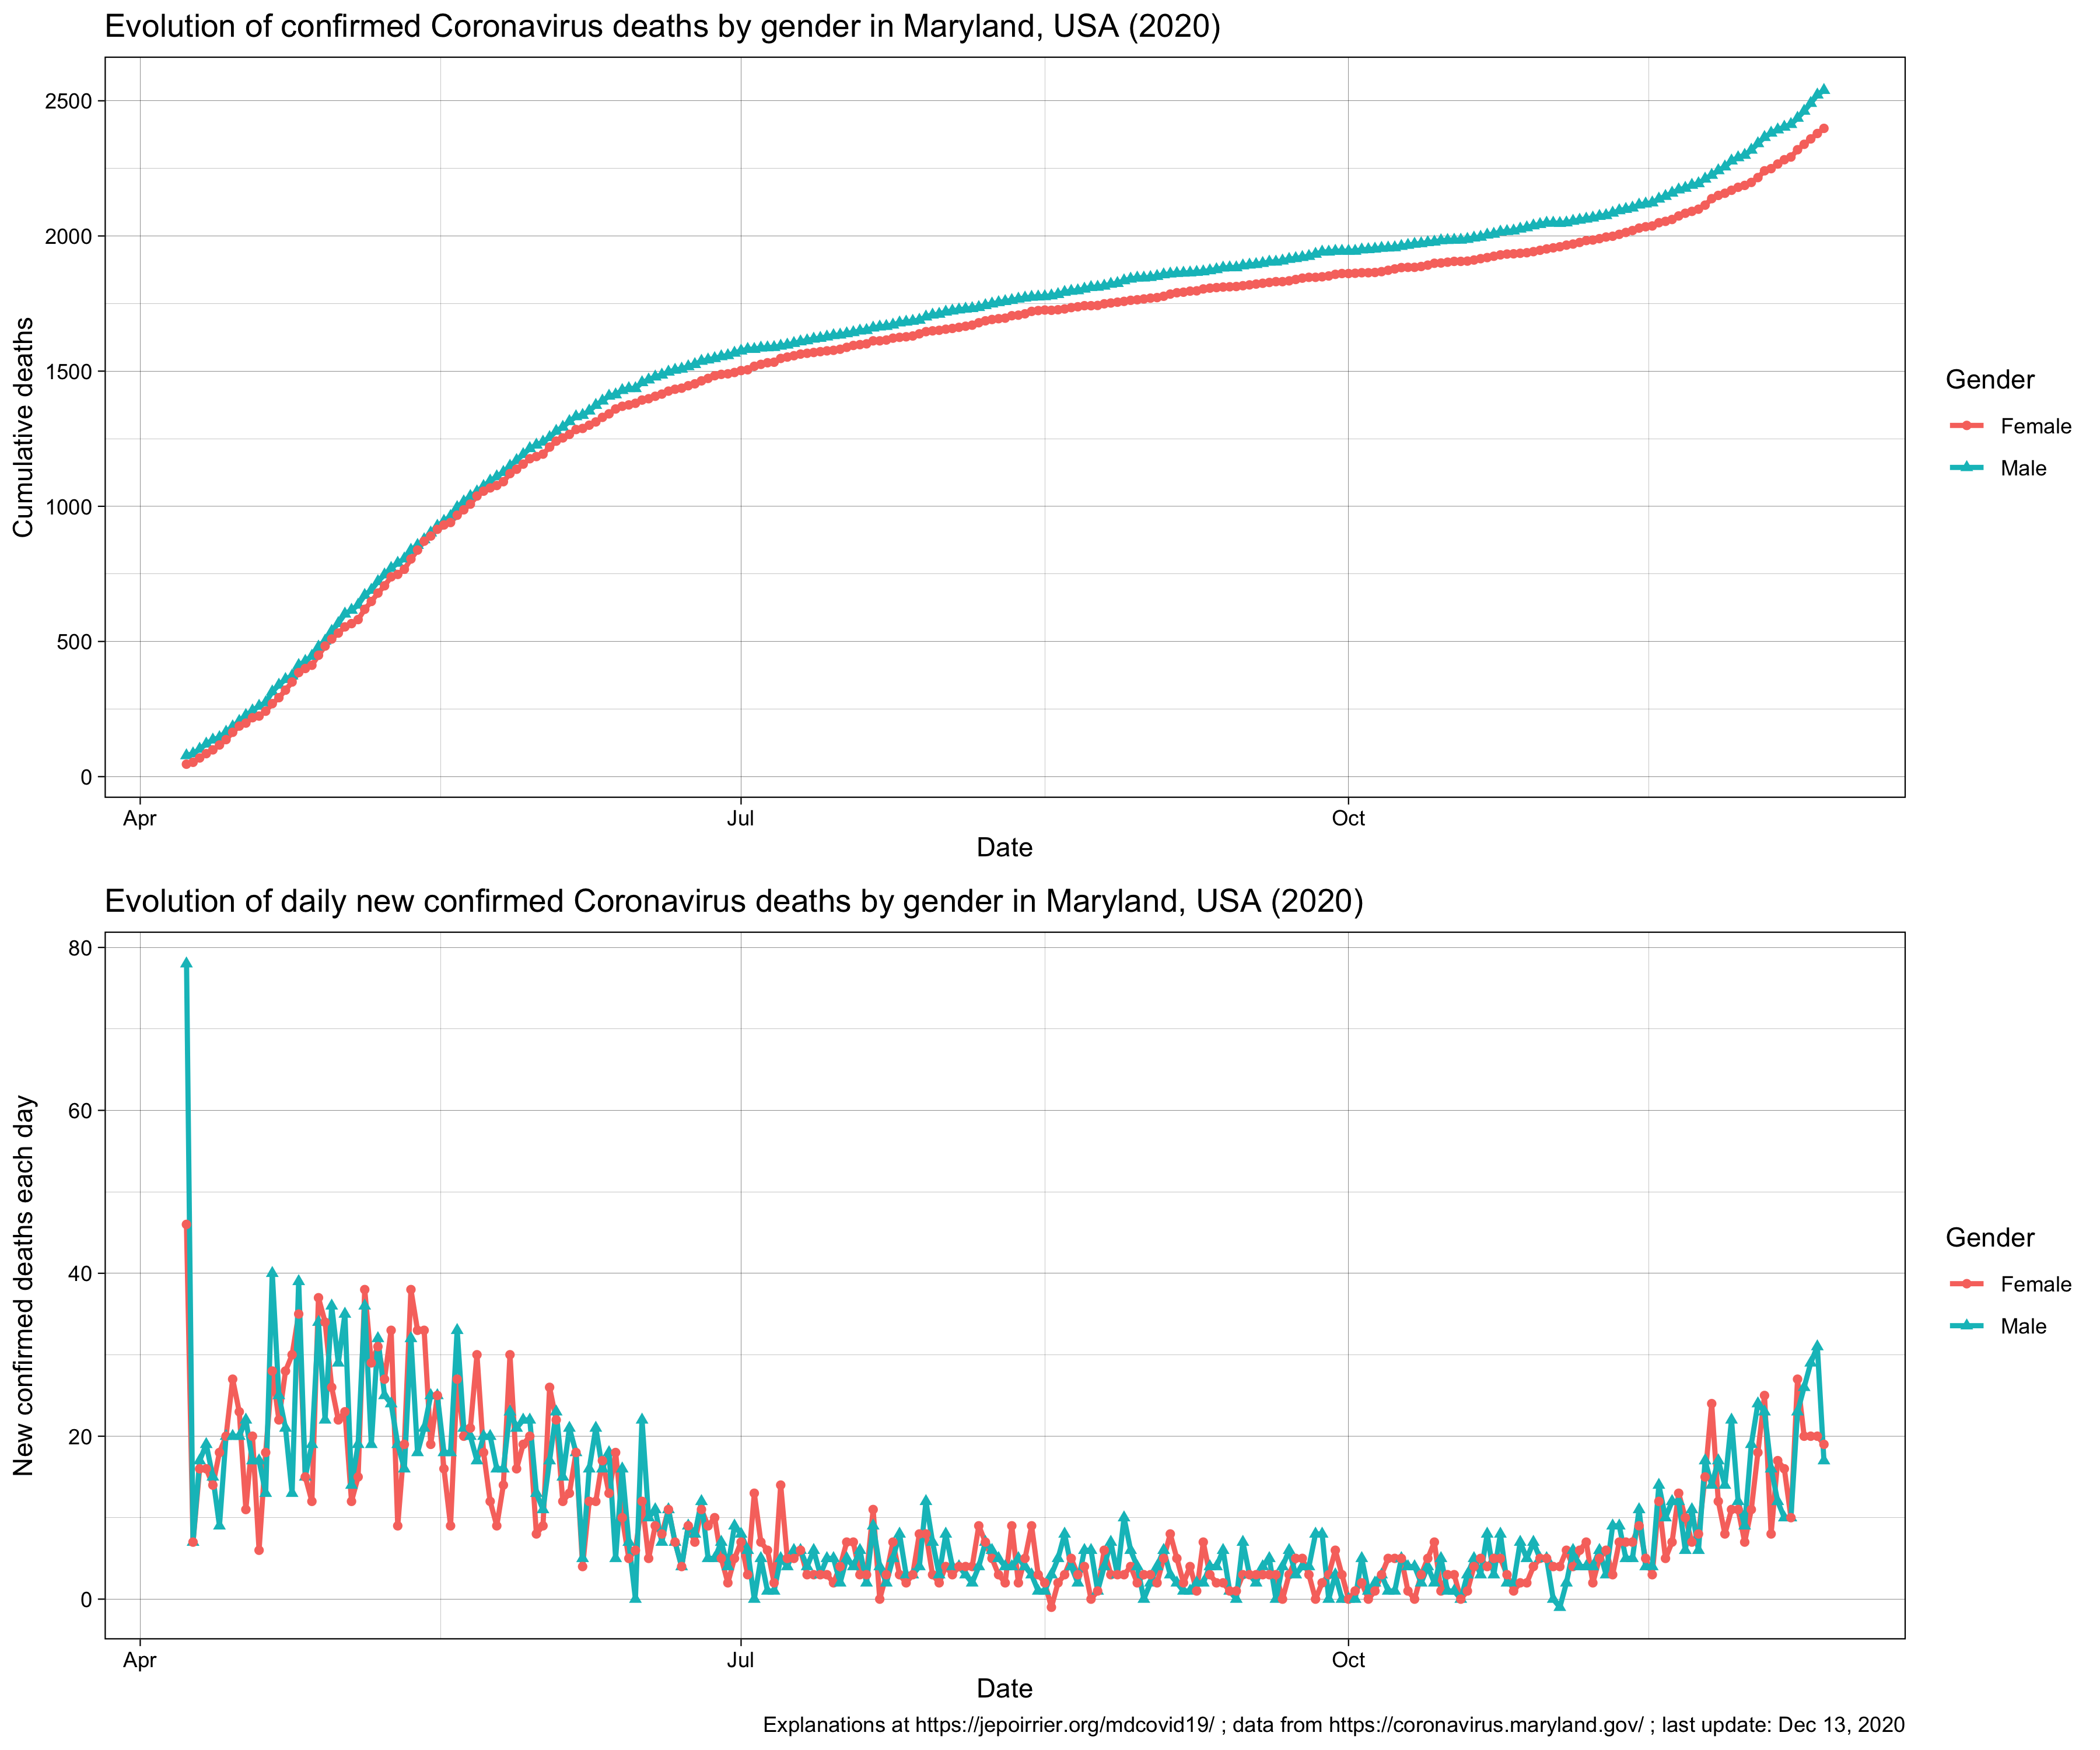 Evolution of confirmed Coronavirus deaths by gender in Maryland, USA (2020)
2500
2000
1500
1000
500
0
Cumulative deaths
Apr
Jul
Oct
Date
Gender
Female
Male
Evolution of daily new confirmed Coronavirus deaths by gender in Maryland, USA (2020)
80
60
40
20
0
New confirmed deaths each day
Apr
Jul
Oct
Date
Gender
Female
Male
Explanations at https://jepoirrier.org/mdcovid19/ ; data from https://coronavirus.maryland.gov/ ; last update: Dec 13, 2020